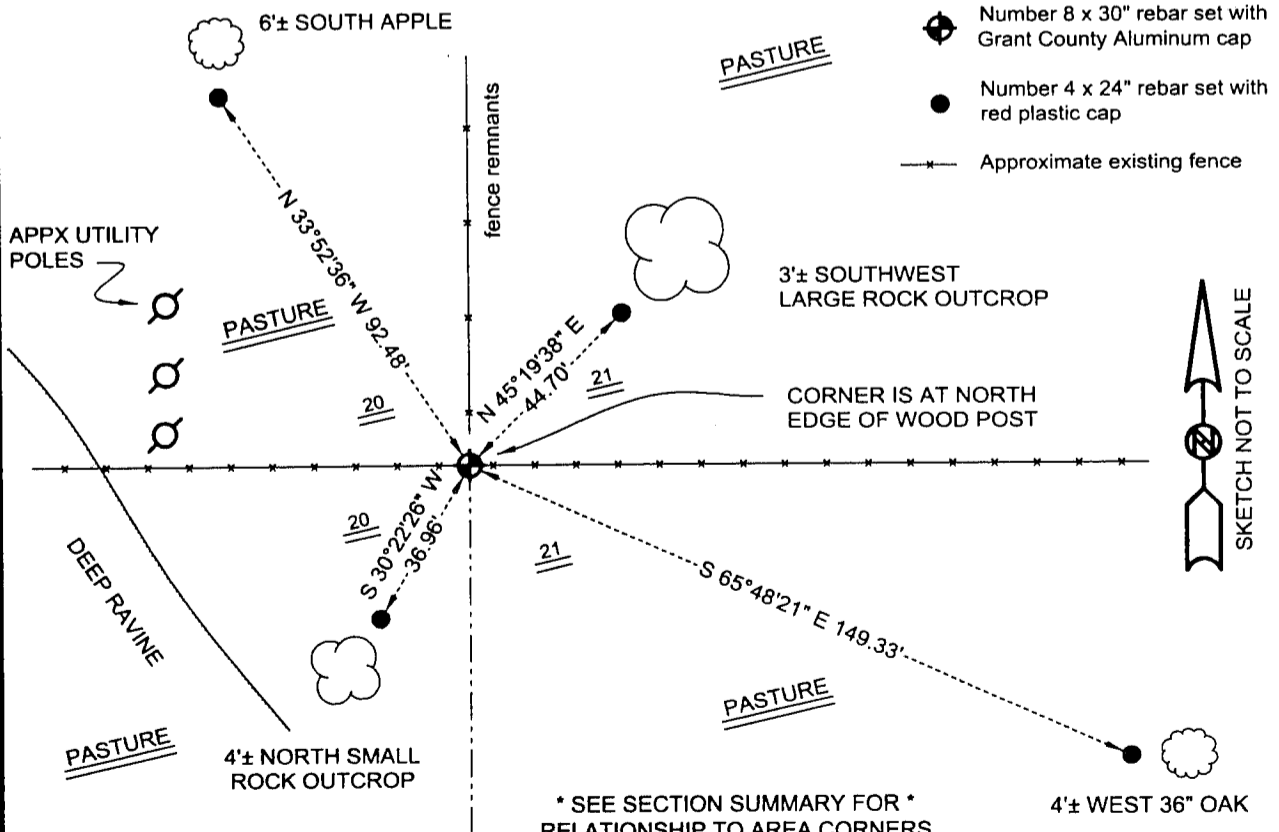 6'± SOUTH APPLE
Number 8 x 30" rebar set with
Grant County Aluminum cap
PASTURE
Number 4 x 24" rebar set with
red plastic cap
fence remnants
Approximate existing fence
APPX UTILITY
POLES
N 33°52'36" W 92.48'
PASTURE
3'± SOUTHWEST
LARGE ROCK OUTCROP
N 45°19'38" E
44.70'
20
21
CORNER IS AT NORTH
EDGE OF WOOD POST
N
SKETCH NOT TO SCALE
S 30°22'26" W
36.96'
20
21
DEEP RAVINE
S 65°48'21" E 149.33'
PASTURE
PASTURE
4'± NORTH SMALL
ROCK OUTCROP
4'± WEST 36" OAK
* SEE SECTION SUMMARY FOR *
RELATIONSHIP TO AREA CORNERS